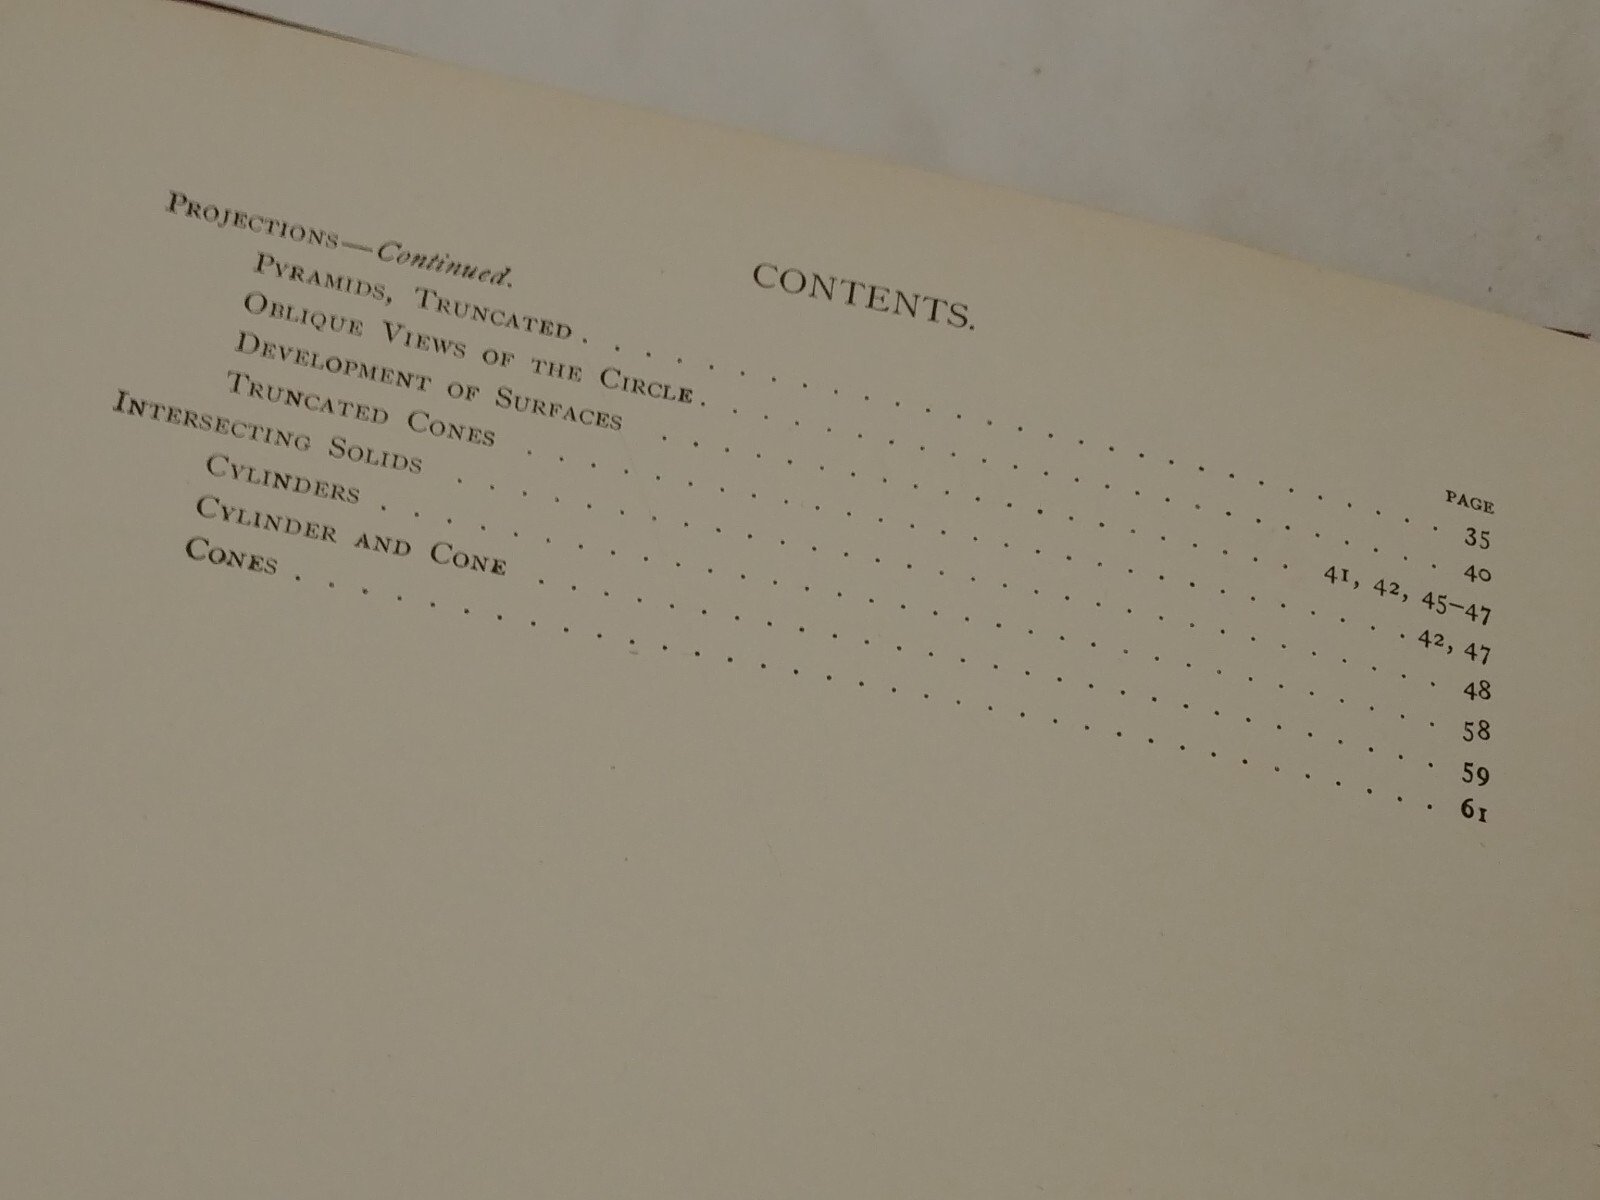 CONTENTS.
PAGE
PROJECTIONS—Continued.
PYRAMIDS, TRUNCATED . . . . . . . . . . . . . . . . . . . . . . . . . . . . 35
OBLIQUE VIEWS OF THE CIRCLE . . . . . . . . . . . . . . . . . . . . . . . . 40
DEVELOPMENT OF SURFACES . . . . . . . . . . . . . . . . . . . . . 41, 42, 45–47
TRUNCATED CONES . . . . . . . . . . . . . . . . . . . . . . . . . . . . 42, 47
INTERSECTING SOLIDS . . . . . . . . . . . . . . . . . . . . . . . . . . . . . . 48
CYLINDERS . . . . . . . . . . . . . . . . . . . . . . . . . . . . . . . . . 58
CYLINDER AND CONE . . . . . . . . . . . . . . . . . . . . . . . . . . . . 59
CONES . . . . . . . . . . . . . . . . . . . . . . . . . . . . . . . . . . . 61